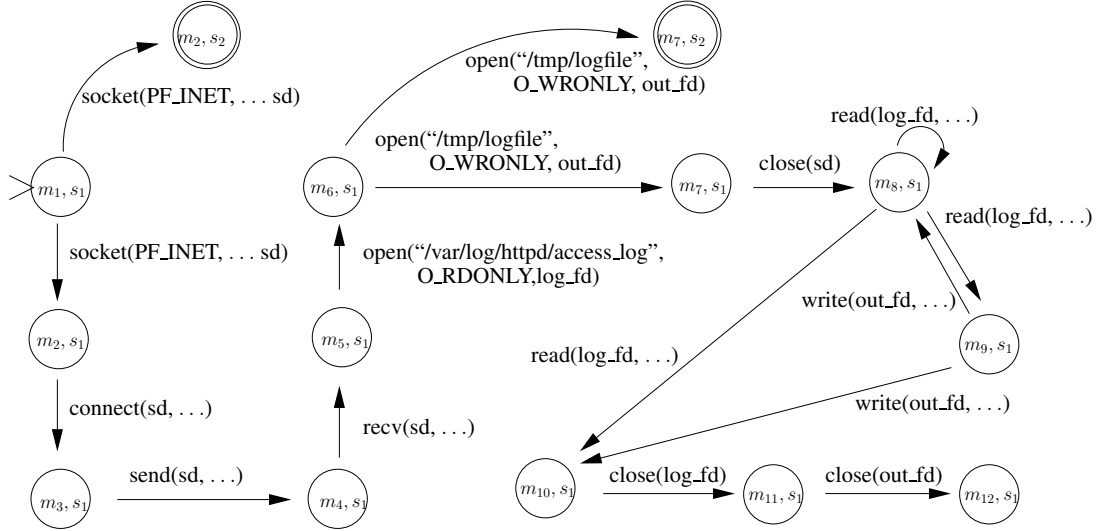 m₂, s₂
m₇, s₂
socket(PF_INET, . . . sd)
open(“/tmp/logfile”,
O_WRONLY, out_fd)
m₁, s₁
m₆, s₁
open(“/tmp/logfile”,
O_WRONLY, out_fd)
m₇, s₁
close(sd)
read(log_fd, . . .)
m₈, s₁
socket(PF_INET, . . . sd)
open(“/var/log/httpd/access_log”,
O_RDONLY,log_fd)
read(log_fd, . . .)
m₂, s₁
m₅, s₁
write(out_fd, . . .)
m₉, s₁
read(log_fd, . . .)
connect(sd, . . .)
recv(sd, . . .)
write(out_fd, . . .)
m₃, s₁
send(sd, . . .)
m₄, s₁
m₁₀, s₁
close(log_fd)
m₁₁, s₁
close(out_fd)
m₁₂, s₁